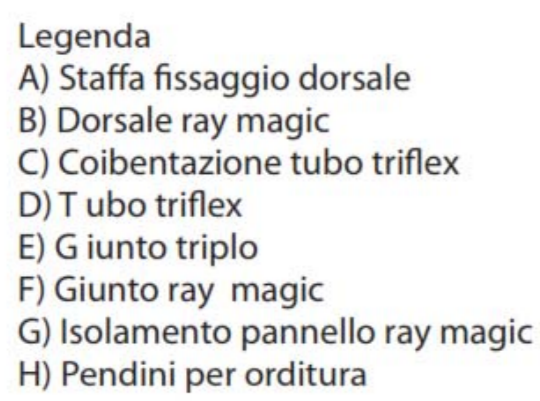 Legenda
A) Staffa fissaggio dorsale
B) Dorsale ray magic
C) Coibentazione tubo triflex
D) T ubo triflex
E) G iunto triplo
F) Giunto ray  magic
G) Isolamento pannello ray magic
H) Pendini per orditura